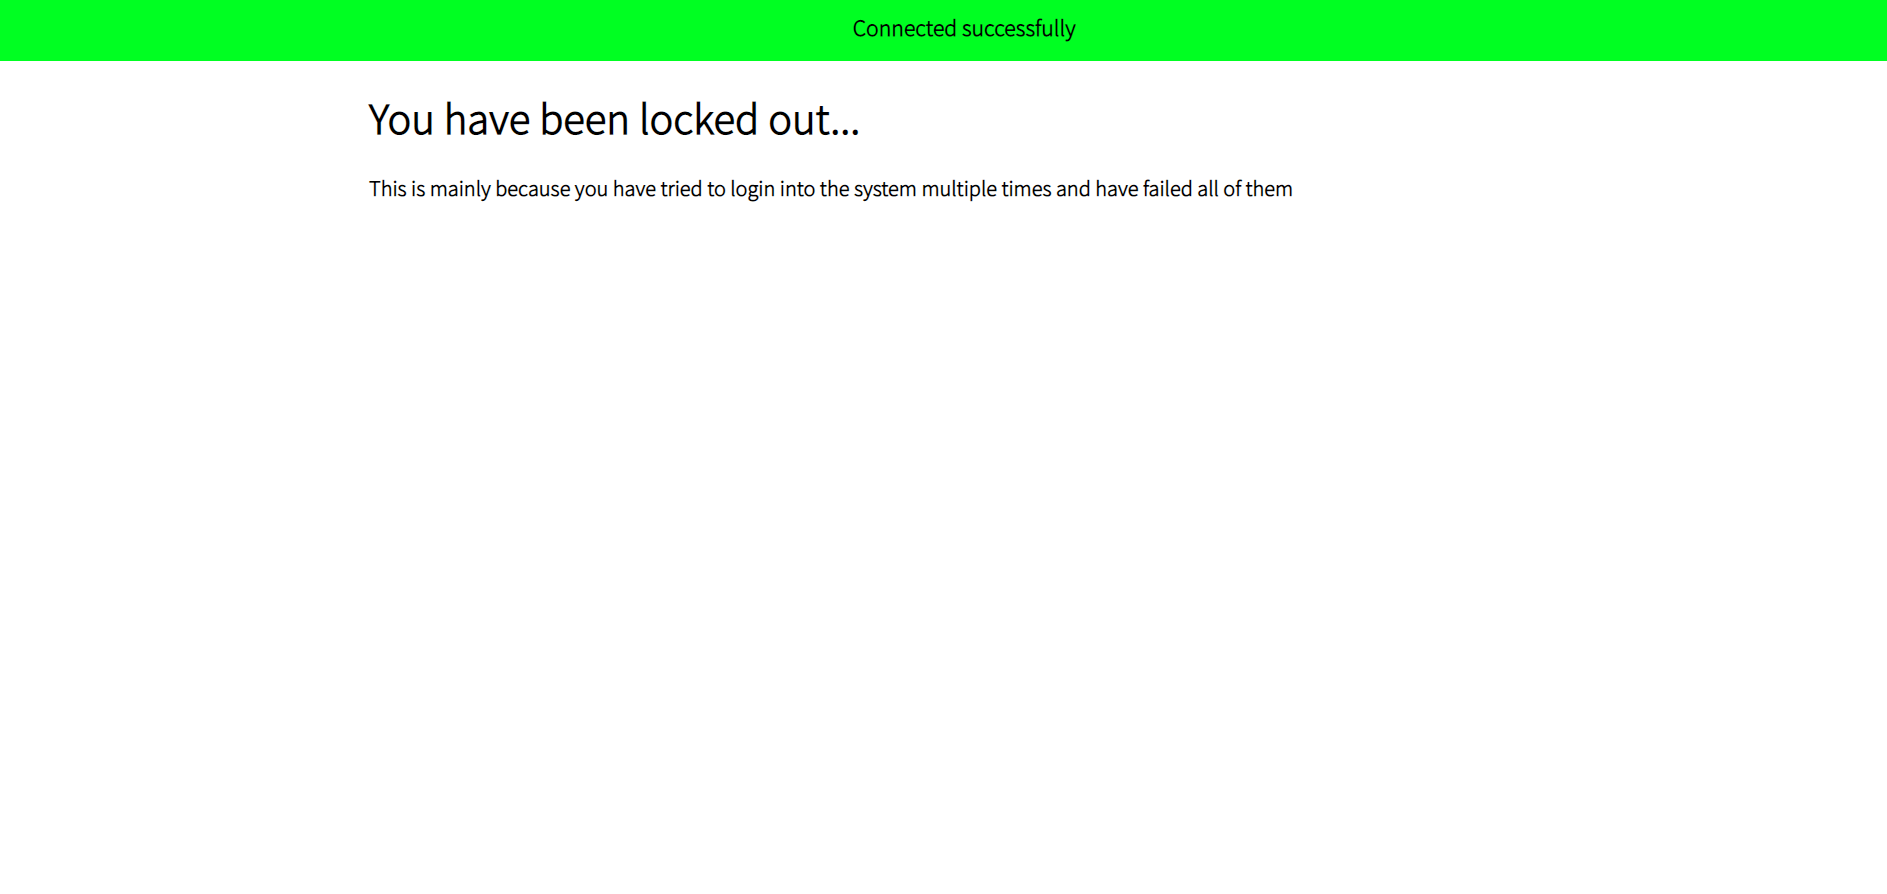 Connected successfully
You have been locked out...
This is mainly because you have tried to login into the system multiple times and have failed all of them